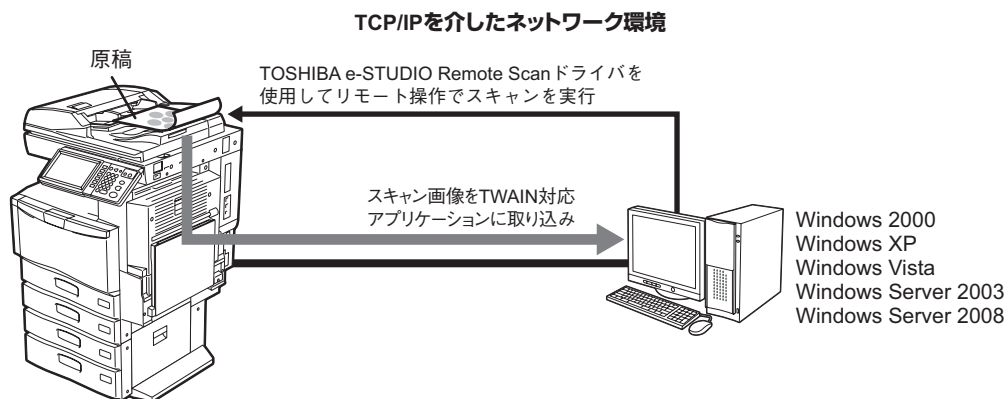 TCP/IPを介したネットワーク環境
原稿
TOSHIBA e-STUDIO Remote Scanドライバを
使用してリモート操作でスキャンを実行
スキャン画像をTWAIN対応
アプリケーションに取り込み
Windows 2000
Windows XP
Windows Vista
Windows Server 2003
Windows Server 2008